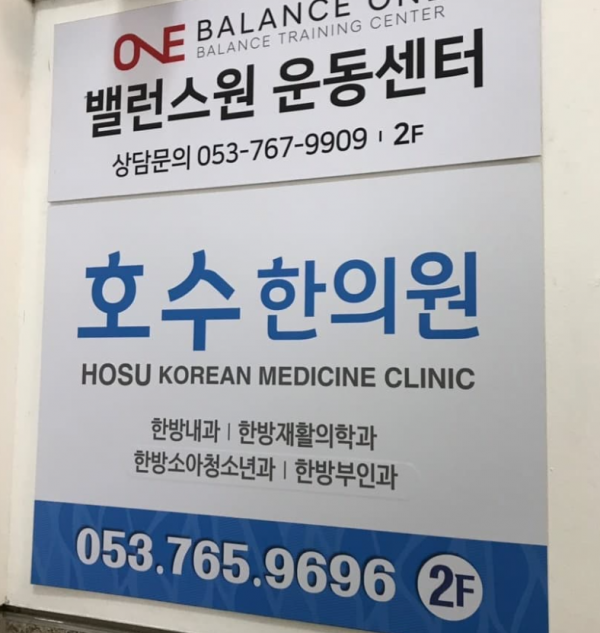 ONE BALANCE ONE
BALANCE TRAINING CENTER
밸런스원 운동센터
상담문의 053-767-9909 | 2F
호수한의원
HOSU KOREAN MEDICINE CLINIC
한방내과 | 한방재활의학과
한방소아청소년과 | 한방부인과
053.765.9696 2F